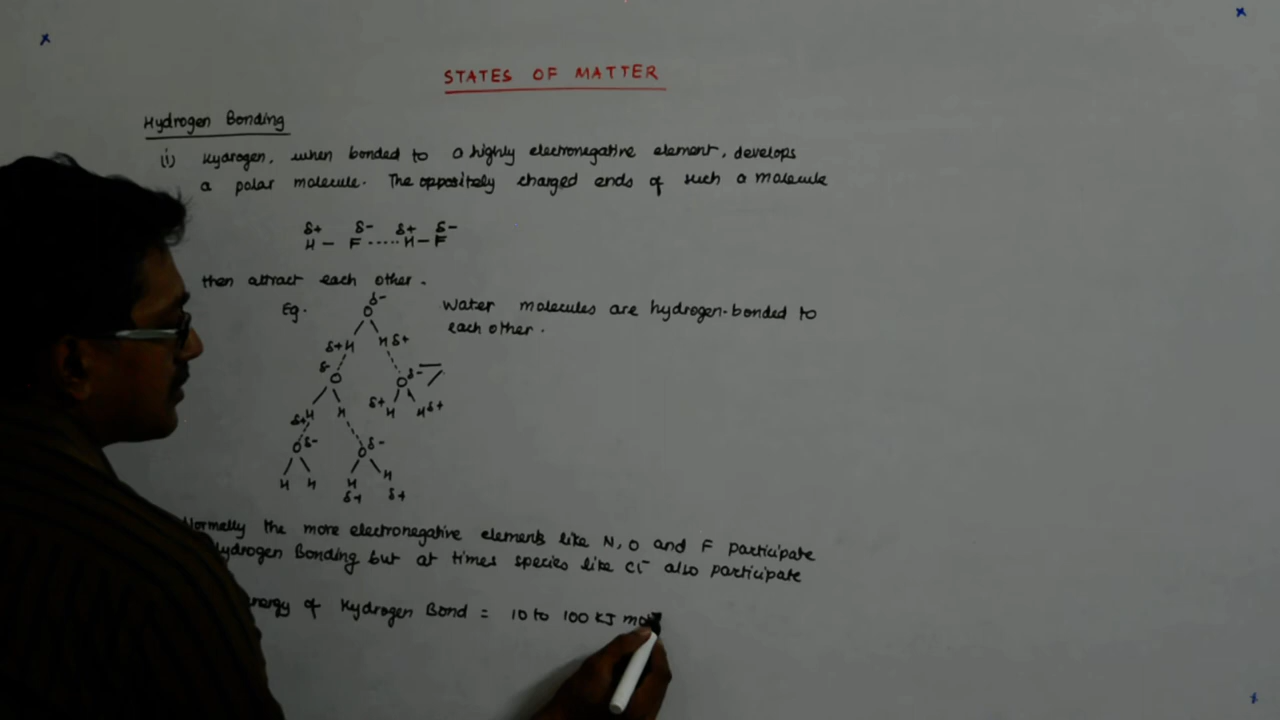 STATES OF MATTER
Hydrogen Bonding
(i) Hydrogen, when bonded to a highly electronegative element, develops
a polar molecule. The oppositely charged ends of such a molecule
δ+ δ- δ+ δ-
H — F ····· H — F
then attract each other.
Eg.
δ-
O
Water molecules are hydrogen-bonded to
each other.
δ+ H H δ+
δ-
O O δ-
δ+ H H δ+ H H δ+
O δ- O δ-
H H H H
δ+ δ+
Normally the more electronegative elements like N, O and F participate
Hydrogen Bonding but at times species like Cl⁻ also participate
of Hydrogen Bond = 10 to 100 KJ